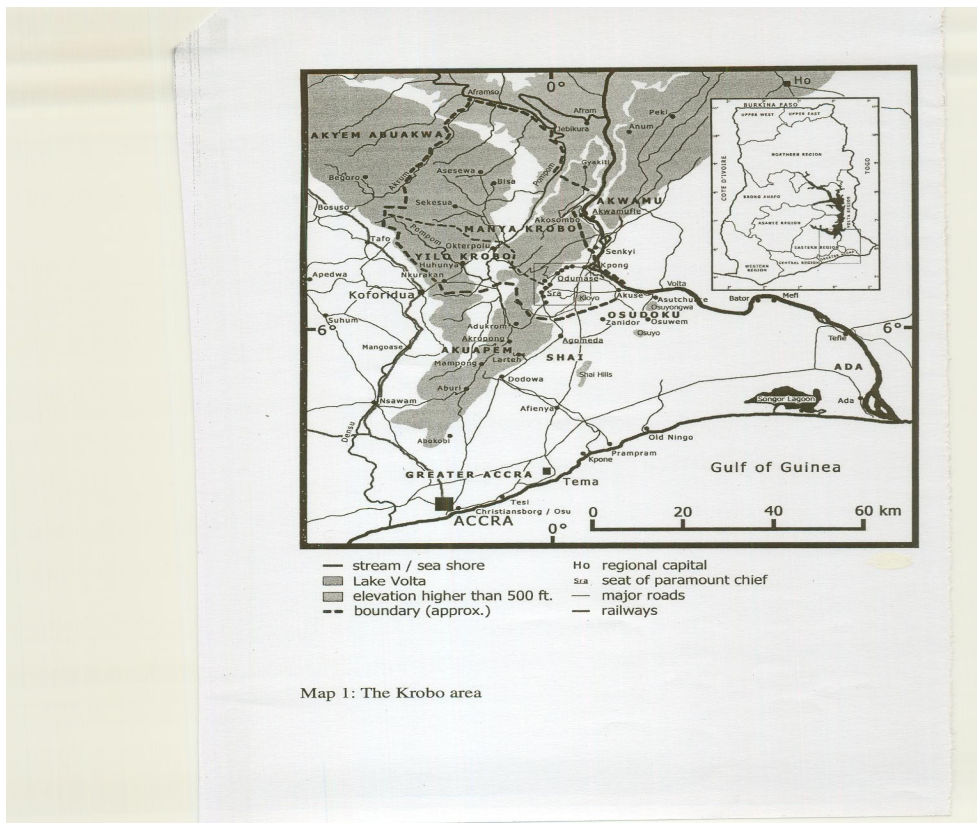 Ho
0°
Aframso
Afram
Peki
Jebikura
Anum
AKYEM ABUAKWA
Gyekiti
Begoro
Asesewa
Bisa
Ponpon
Akrum
AKWAMU
Sekesua
Bosuso
Akosombo
Akwamufie
Pompom
MANYA KROBO
Tafo
Okterpolu
Senkyi
YILO KROBO
Huhunya
Kpong
Apedwa
Nkurakan
Odumase
Volta
Koforidua
Sra
Kloyo
Akuse
Asutchuare
Bator
Mefi
Osuyongwa
Suhum
OSUDOKU
6°
Adukrom
Zanidor
Osuwem
6°
Akropong
Osuyo
Tefle
Mangoase
Agomeda
AKUAPEM
Larteh
SHAI
Mampong
ADA
Dodowa
Shai Hills
Aburi
Songor Lagoon
Ada
Nsawam
Afienya
Densu
Abokobi
Old Ningo
Prampram
Kpone
GREATER ACCRA
Gulf of Guinea
Tema
Tesi
Christiansborg / Osu
ACCRA
0 20 40 60 km
0°
BURKINA FASO
UPPER WEST UPPER EAST
NORTHERN REGION
COTE D'IVOIRE
TOGO
BRONG AHAFO
VOLTA REGION
ASANTE REGION
EASTERN REGION
WESTERN
REGION
CENTRAL REGION
stream / sea shore
Lake Volta
elevation higher than 500 ft.
boundary (approx.)
Ho regional capital
Sra seat of paramount chief
major roads
railways
Map 1: The Krobo area